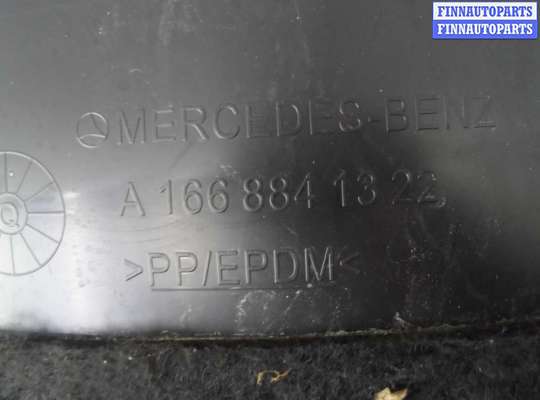 FINNAUTOPARTS
FINNAUTOPARTS
MERCEDES-BENZ
A 166 884 13 22
Q
>PP/EPDM<